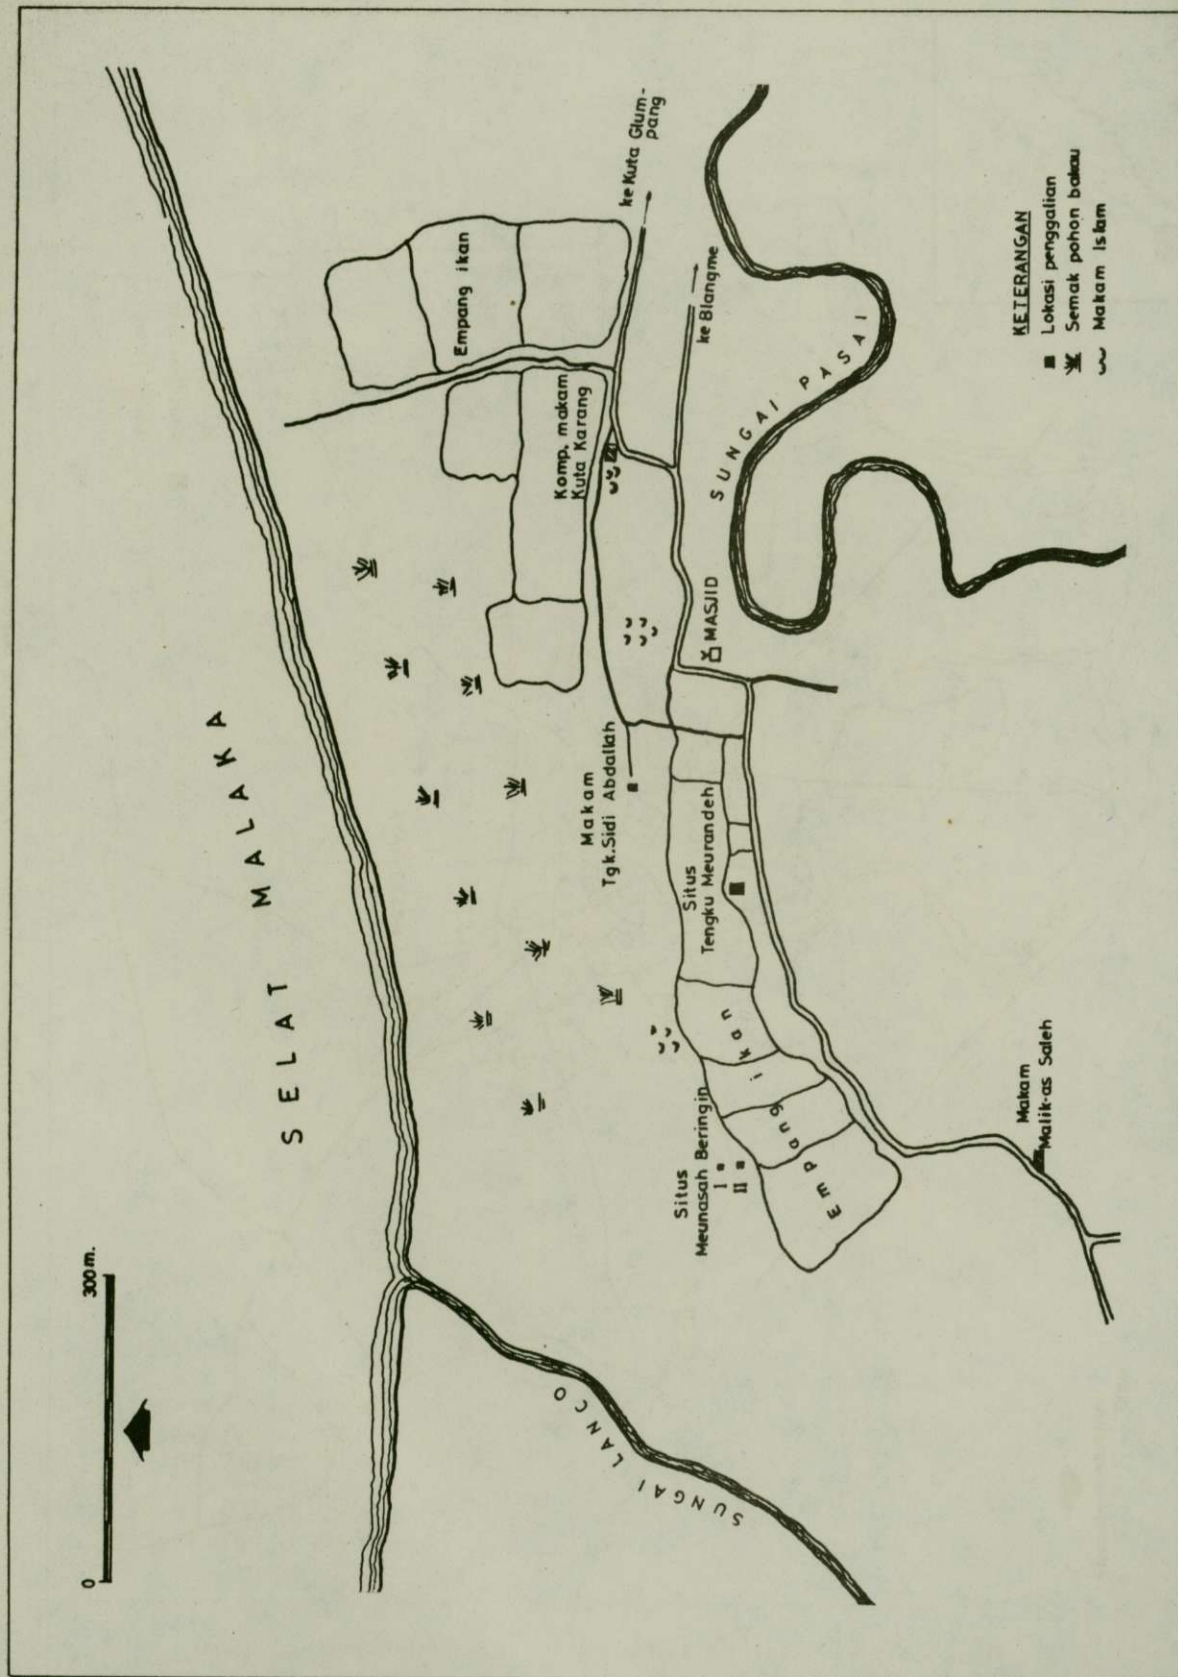 SELAT MALAKA
0
300 m.
SUNGAI LANCO
Empang ikan
Komp. makam
Kuta Karang
ke Kuta Glum-
pang
ke Blangme
SUNGAI PASAI
MASJID
Makam
Tgk. Sidi Abdallah
Situs
Tengku Meurandeh
Situs
Meunasah Beringin
I
II
Empang ikan
Makam
Malik-as Saleh
KETERANGAN
Lokasi penggalian
Semak pohon bakau
Makam Islam